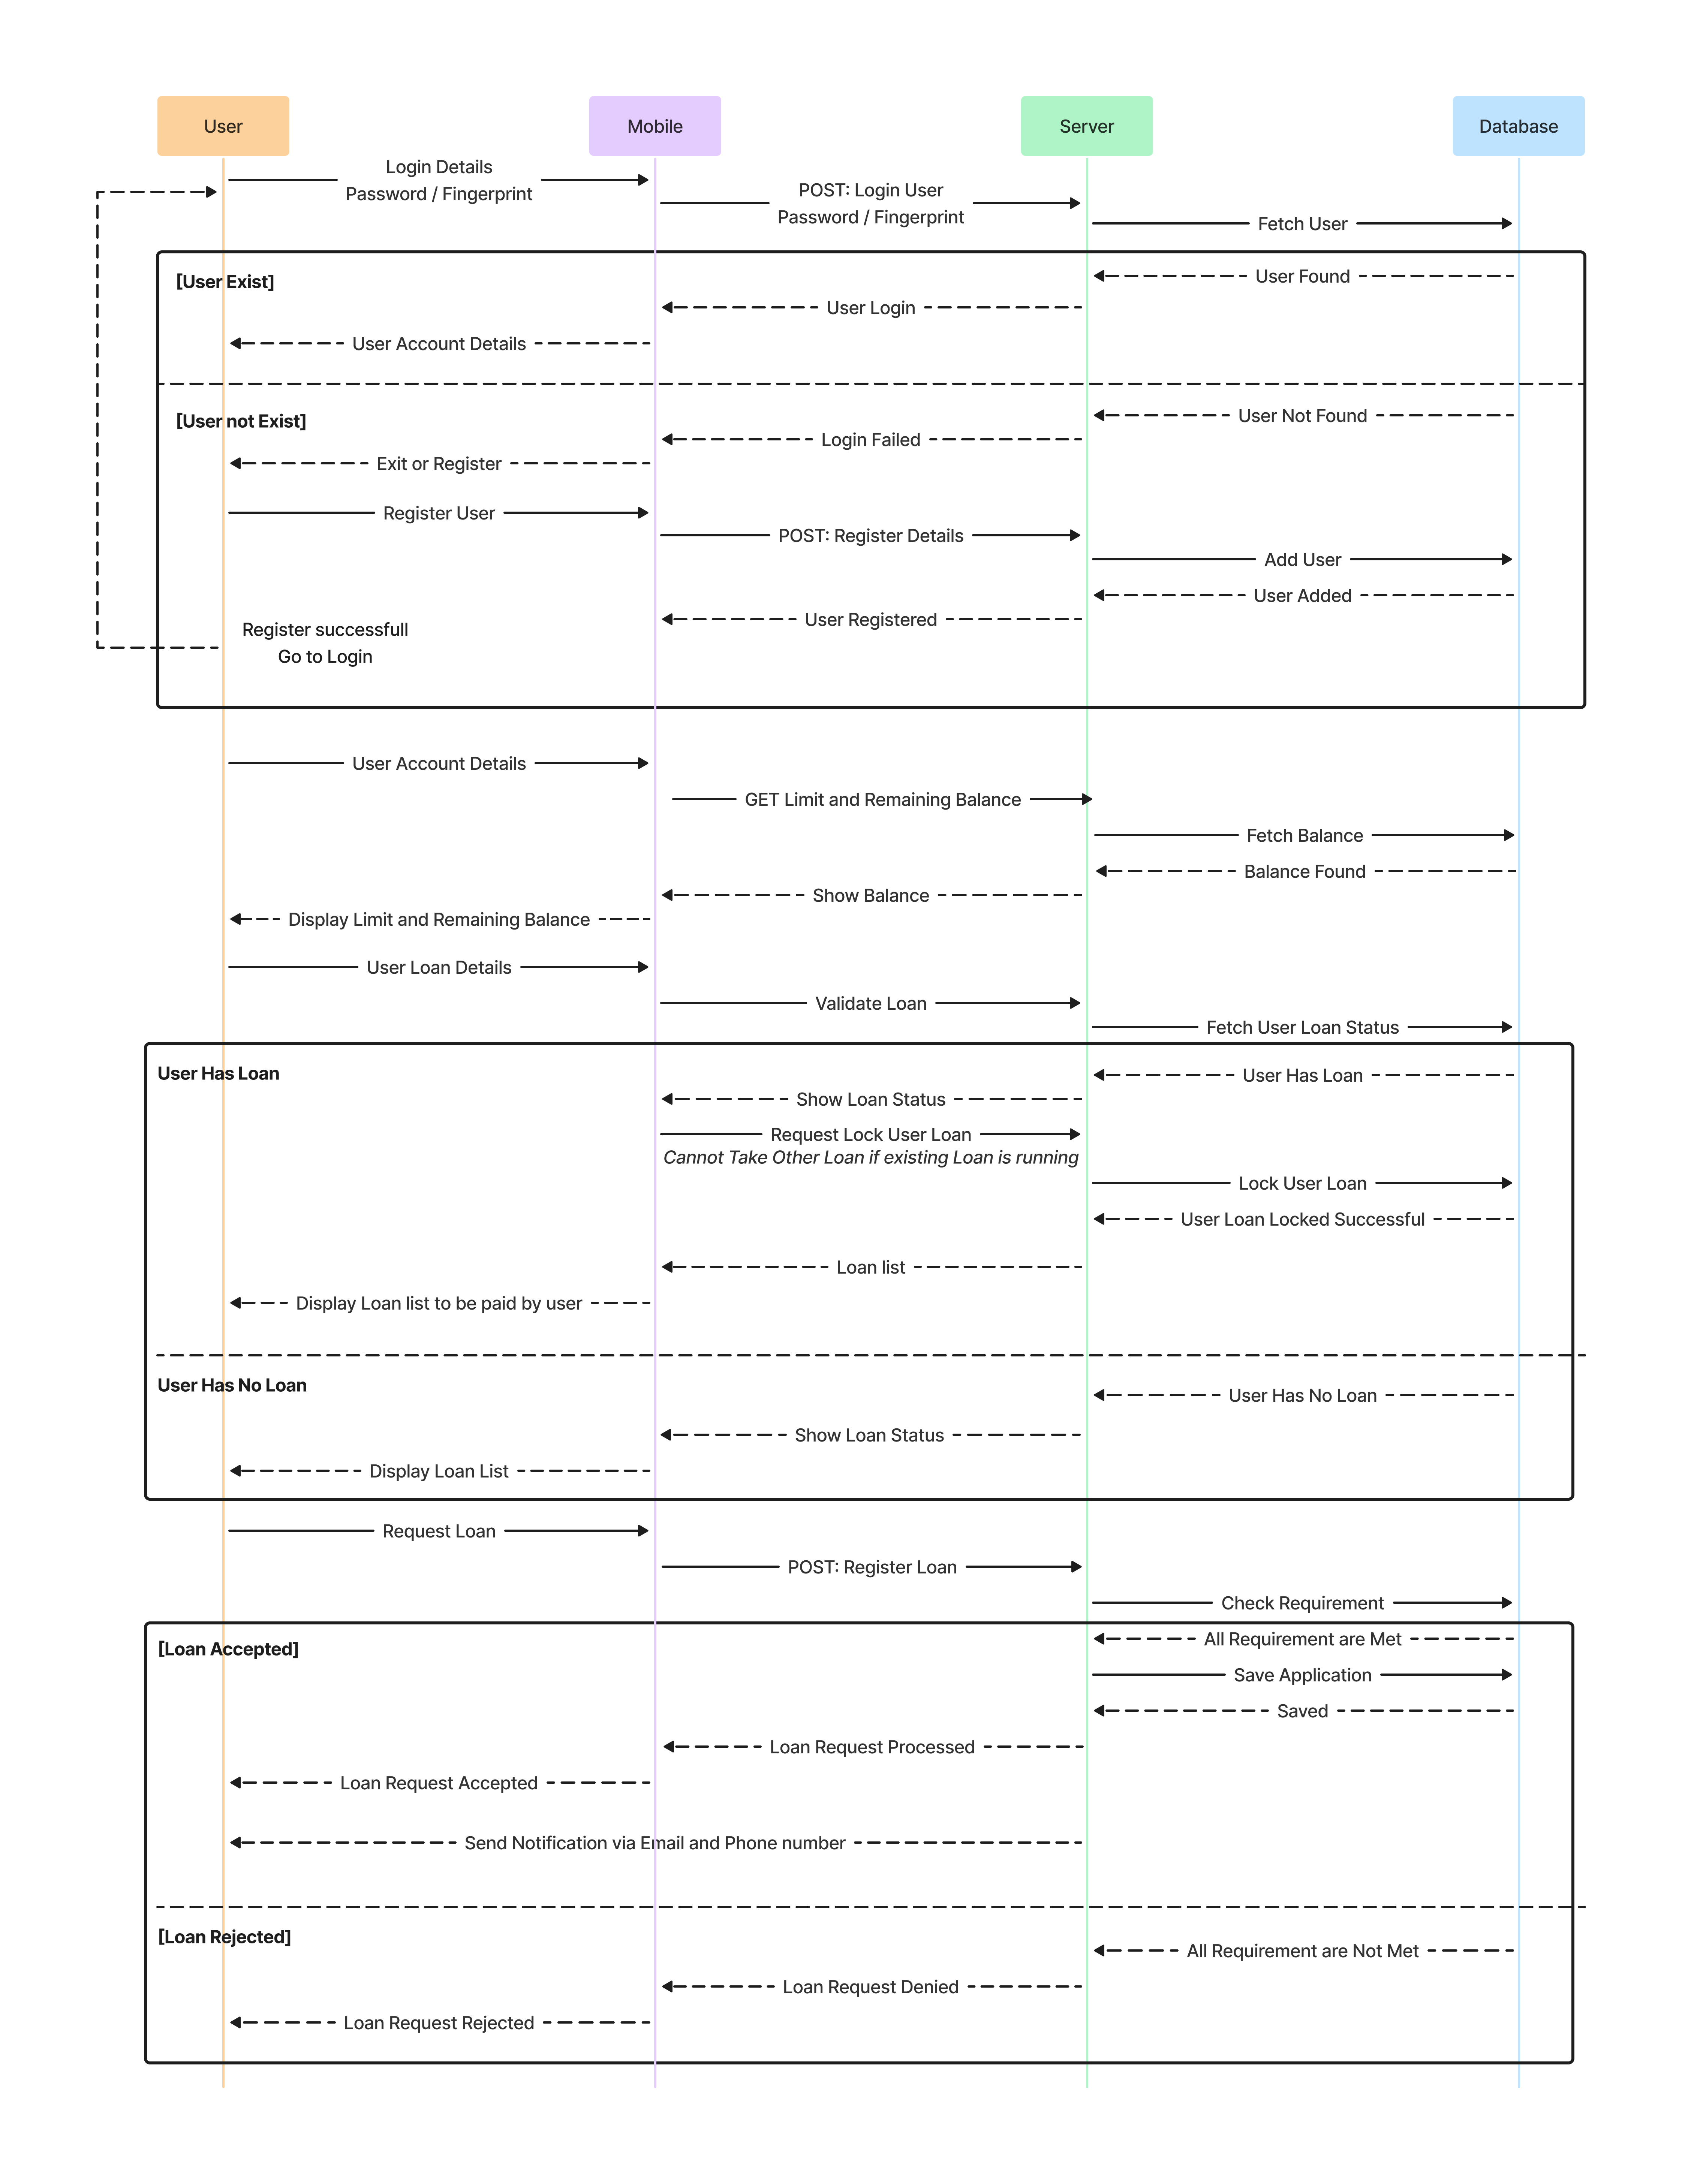 User
Mobile
Server
Database
Login Details
Password / Fingerprint
POST: Login User
Password / Fingerprint
Fetch User
[User Exist]
User Found
User Login
User Account Details
[User not Exist]
User Not Found
Login Failed
Exit or Register
Register User
POST: Register Details
Add User
User Added
User Registered
Register successfull
Go to Login
User Account Details
GET Limit and Remaining Balance
Fetch Balance
Balance Found
Show Balance
Display Limit and Remaining Balance
User Loan Details
Validate Loan
Fetch User Loan Status
User Has Loan
User Has Loan
Show Loan Status
Request Lock User Loan
Cannot Take Other Loan if existing Loan is running
Lock User Loan
User Loan Locked Successful
Loan list
Display Loan list to be paid by user
User Has No Loan
User Has No Loan
Show Loan Status
Display Loan List
Request Loan
POST: Register Loan
Check Requirement
[Loan Accepted]
All Requirement are Met
Save Application
Saved
Loan Request Processed
Loan Request Accepted
Send Notification via Email and Phone number
[Loan Rejected]
All Requirement are Not Met
Loan Request Denied
Loan Request Rejected